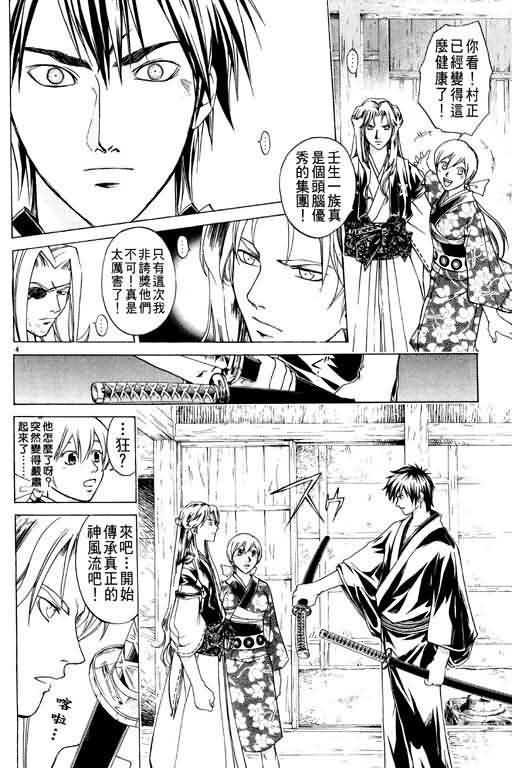 你看！村正
已經變得這
麼健康了！
…
壬生一族真
是個頭腦優
秀的集團！
…
只有這次我
非誇獎他們
不可！真是
太厲害了！
…
4
…狂？
他怎麼了呀？
突然變得嚴肅
起來了……
來吧…開始
傳承真正的
神風流吧！
喀啦…